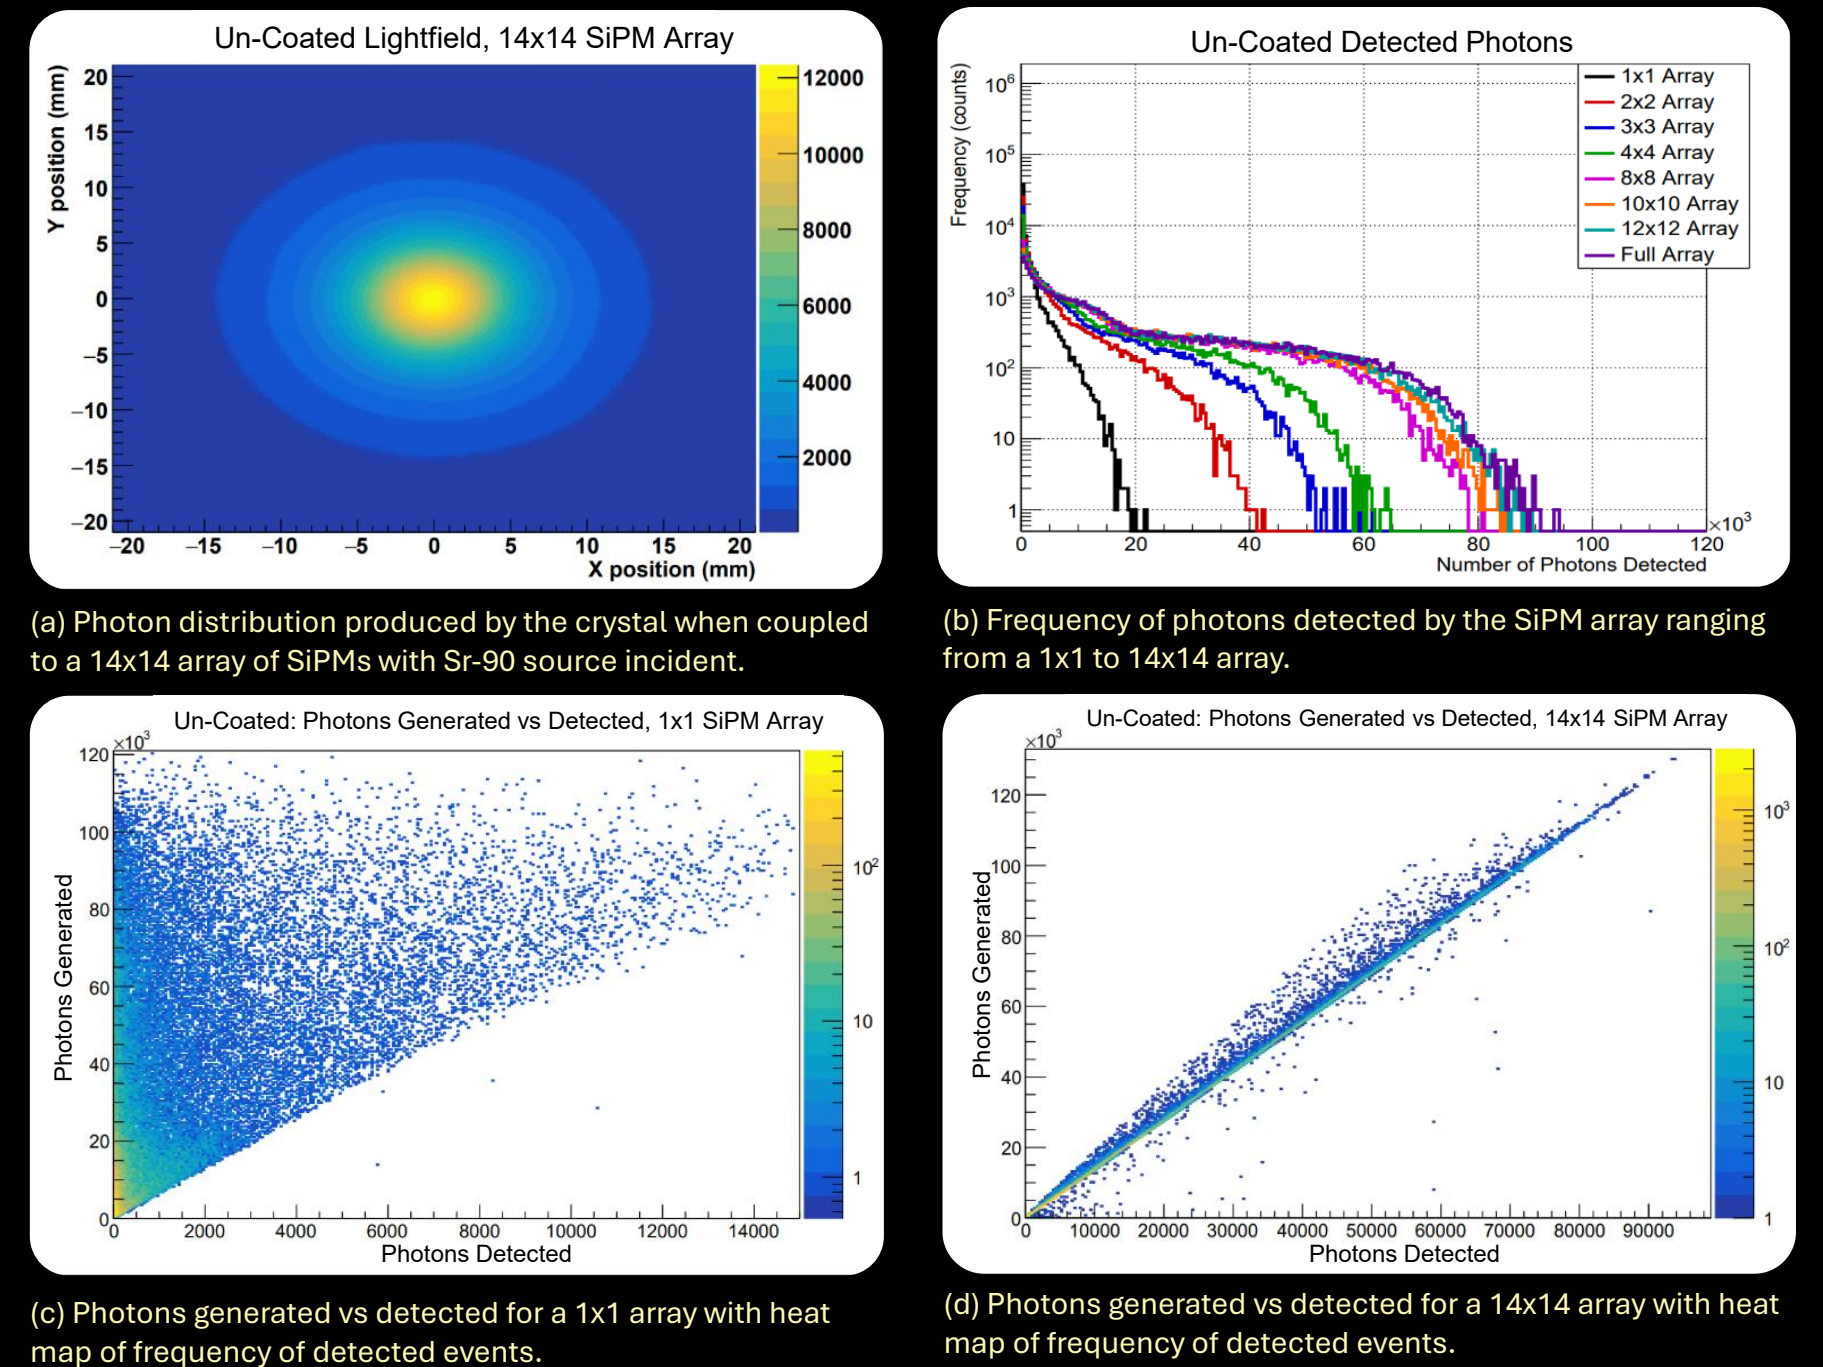 Un-Coated Lightfield, 14x14 SiPM Array
Y position (mm)
20
15
10
5
0
−5
−10
−15
−20
−20 −15 −10 −5 0 5 10 15 20
X position (mm)
12000
10000
8000
6000
4000
2000
(a) Photon distribution produced by the crystal when coupled
to a 14x14 array of SiPMs with Sr-90 source incident.
Un-Coated Detected Photons
Frequency (counts)
10⁶
10⁵
10⁴
10³
10²
10
1
1x1 Array
2x2 Array
3x3 Array
4x4 Array
8x8 Array
10x10 Array
12x12 Array
Full Array
×10³
0 20 40 60 80 100 120
Number of Photons Detected
(b) Frequency of photons detected by the SiPM array ranging
from a 1x1 to 14x14 array.
Un-Coated: Photons Generated vs Detected, 1x1 SiPM Array
×10³
Photons Generated
120
100
80
60
40
20
0
0 2000 4000 6000 8000 10000 12000 14000
Photons Detected
10²
10
1
(c) Photons generated vs detected for a 1x1 array with heat
map of frequency of detected events.
Un-Coated: Photons Generated vs Detected, 14x14 SiPM Array
×10³
Photons Generated
120
100
80
60
40
20
0
0 10000 20000 30000 40000 50000 60000 70000 80000 90000
Photons Detected
10³
10²
10
1
(d) Photons generated vs detected for a 14x14 array with heat
map of frequency of detected events.